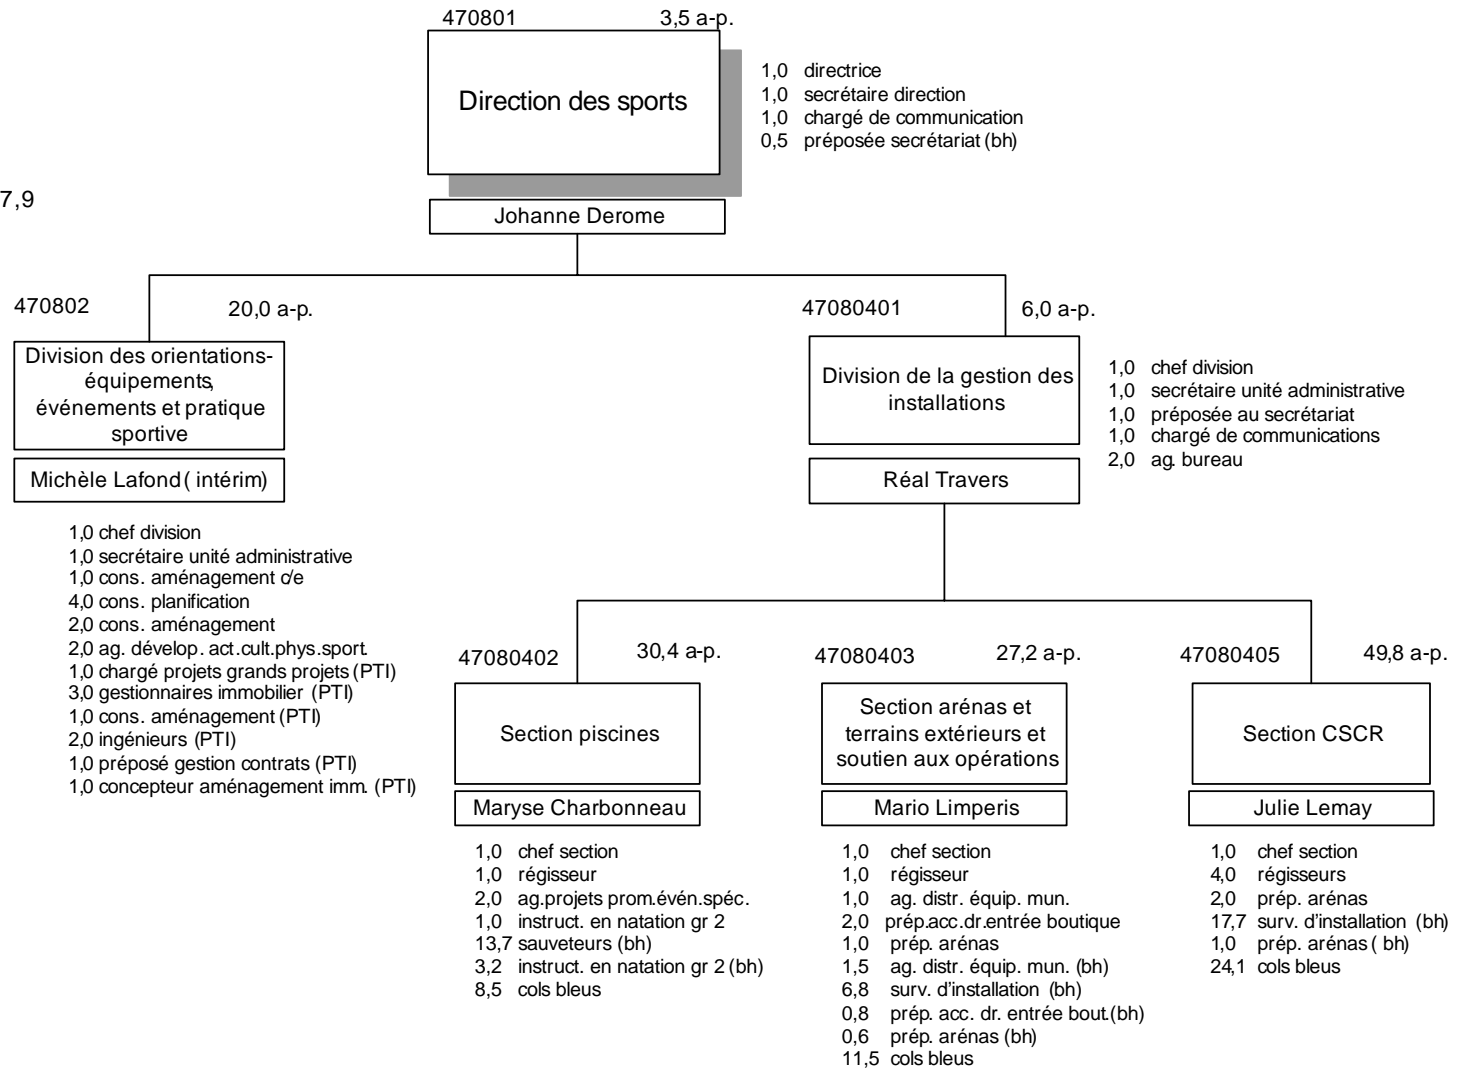 470801 3,5 a-p.
Direction des sports
1,0 directrice
1,0 secrétaire direction
1,0 chargé de communication
0,5 préposée secrétariat (bh)
7,9
Johanne Derome
470802 20,0 a-p.
Division des orientations-
équipements,
événements et pratique
sportive
Michèle Lafond ( intérim)
1,0 chef division
1,0 secrétaire unité administrative
1,0 cons. aménagement c/e
4,0 cons. planification
2,0 cons. aménagement
2,0 ag. dévelop. act.cult.phys.sport.
1,0 chargé projets grands projets (PTI)
3,0 gestionnaires immobilier (PTI)
1,0 cons. aménagement (PTI)
2,0 ingénieurs (PTI)
1,0 préposé gestion contrats (PTI)
1,0 concepteur aménagement imm. (PTI)
47080401 6,0 a-p.
Division de la gestion des
installations
Réal Travers
1,0 chef division
1,0 secrétaire unité administrative
1,0 préposée au secrétariat
1,0 chargé de communications
2,0 ag. bureau
47080402 30,4 a-p.
Section piscines
Maryse Charbonneau
1,0 chef section
1,0 régisseur
2,0 ag.projets prom.évén.spéc.
1,0 instruct. en natation gr 2
13,7 sauveteurs (bh)
3,2 instruct. en natation gr 2 (bh)
8,5 cols bleus
47080403 27,2 a-p.
Section arénas et
terrains extérieurs et
soutien aux opérations
Mario Limperis
1,0 chef section
1,0 régisseur
1,0 ag. distr. équip. mun.
2,0 prép.acc.dr.entrée boutique
1,0 prép. arénas
1,5 ag. distr. équip. mun. (bh)
6,8 surv. d'installation (bh)
0,8 prép. acc. dr. entrée bout.(bh)
0,6 prép. arénas (bh)
11,5 cols bleus
47080405 49,8 a-p.
Section CSCR
Julie Lemay
1,0 chef section
4,0 régisseurs
2,0 prép. arénas
17,7 surv. d'installation (bh)
1,0 prép. arénas ( bh)
24,1 cols bleus